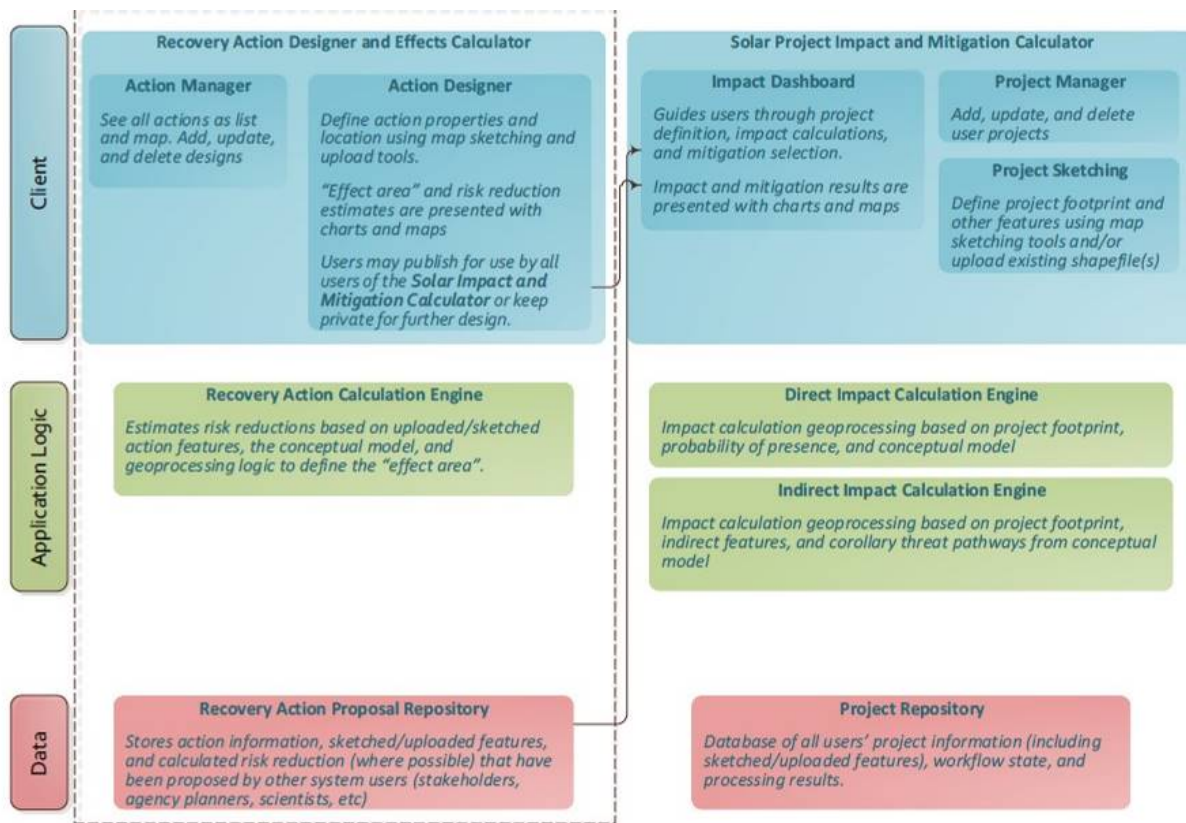 Client
Recovery Action Designer and Effects Calculator
Action Manager
See all actions as list
and map. Add, update,
and delete designs
Action Designer
Define action properties and
location using map sketching and
upload tools.
“Effect area” and risk reduction
estimates are presented with
charts and maps
Users may publish for use by all
users of the Solar Impact and
Mitigation Calculator or keep
private for further design.
Solar Project Impact and Mitigation Calculator
Impact Dashboard
Guides users through project
definition, impact calculations,
and mitigation selection.
Impact and mitigation results are
presented with charts and maps
Project Manager
Add, update, and delete
user projects
Project Sketching
Define project footprint and
other features using map
sketching tools and/or
upload existing shapefile(s)
Application Logic
Recovery Action Calculation Engine
Estimates risk reductions based on uploaded/sketched
action features, the conceptual model, and
geoprocessing logic to define the “effect area”.
Direct Impact Calculation Engine
Impact calculation geoprocessing based on project footprint,
probability of presence, and conceptual model
Indirect Impact Calculation Engine
Impact calculation geoprocessing based on project footprint,
indirect features, and corollary threat pathways from conceptual
model
Data
Recovery Action Proposal Repository
Stores action information, sketched/uploaded features,
and calculated risk reduction (where possible) that have
been proposed by other system users (stakeholders,
agency planners, scientists, etc)
Project Repository
Database of all users’ project information (including
sketched/uploaded features), workflow state, and
processing results.